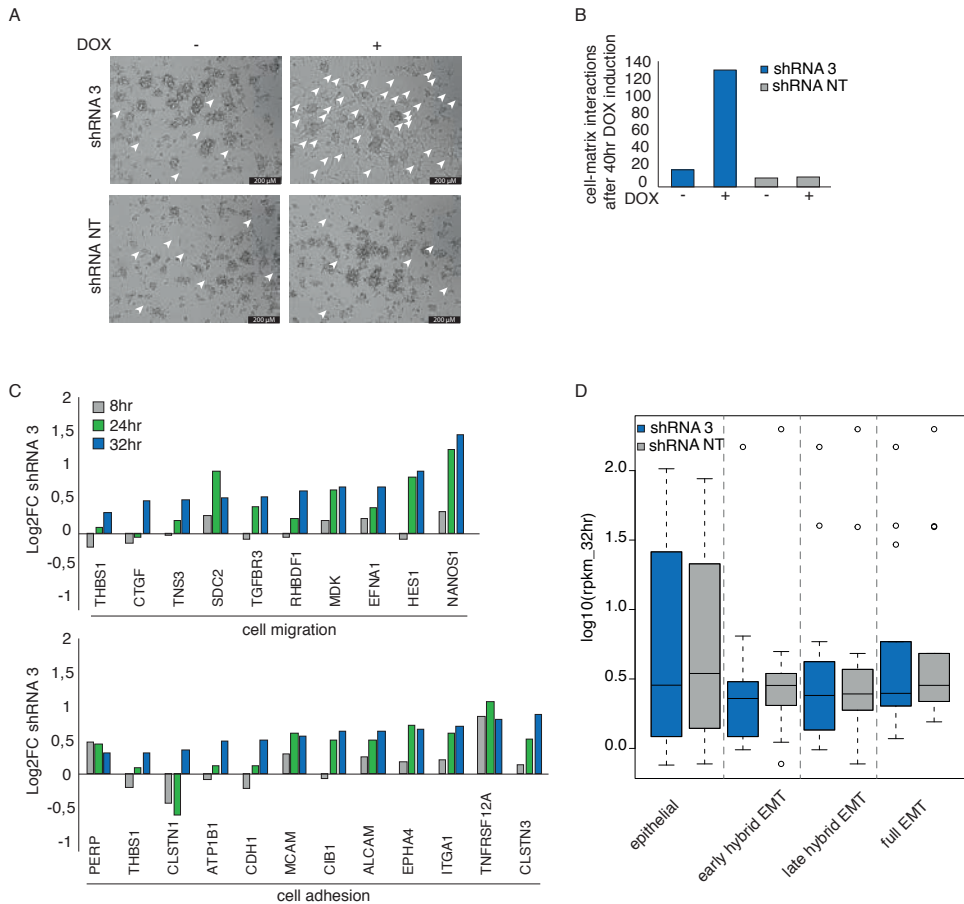 A
DOX - +
shRNA 3
200 µM
200 µM
shRNA NT
200 µM
200 µM
B
cell-matrix interactions
after 40hr DOX induction
140
120
100
80
60
40
20
0
shRNA 3
shRNA NT
DOX - + - +
C
Log2FC shRNA 3
2
1,5
1
0,5
0
-0,5
-1
8hr
24hr
32hr
THBS1
CTGF
TNS3
SDC2
TGFBR3
RHBDF1
MDK
EFNA1
HES1
NANOS1
cell migration
Log2FC shRNA 3
2
1,5
1
0,5
0
-0,5
-1
PERP
THBS1
CLSTN1
ATP1B1
CDH1
MCAM
CIB1
ALCAM
EPHA4
ITGA1
TNFRSF12A
CLSTN3
cell adhesion
D
shRNA 3
shRNA NT
log10(rpkm_32hr)
2.0
1.5
1.0
0.5
0.0
epithelial
early hybrid EMT
late hybrid EMT
full EMT